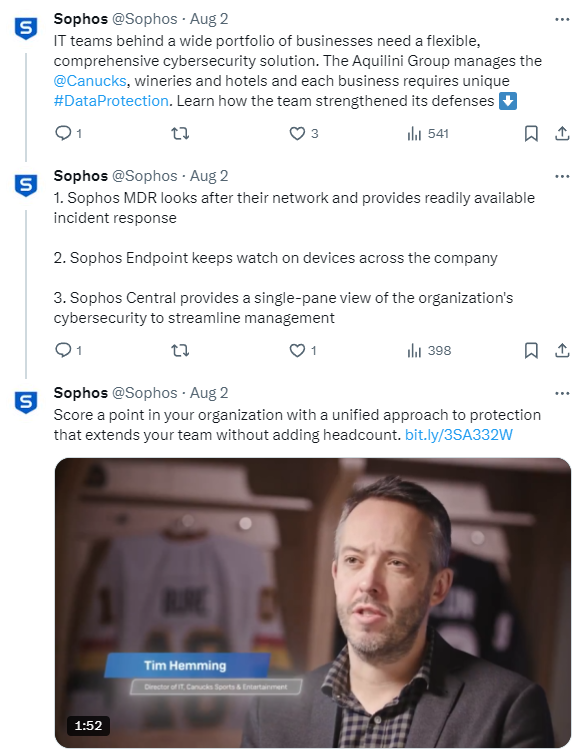 Sophos @Sophos · Aug 2
IT teams behind a wide portfolio of businesses need a flexible,
comprehensive cybersecurity solution. The Aquilini Group manages the
@Canucks, wineries and hotels and each business requires unique
#DataProtection. Learn how the team strengthened its defenses ⬇️
1 3 541
Sophos @Sophos · Aug 2
1. Sophos MDR looks after their network and provides readily available
incident response
2. Sophos Endpoint keeps watch on devices across the company
3. Sophos Central provides a single-pane view of the organization's
cybersecurity to streamline management
1 1 398
Sophos @Sophos · Aug 2
Score a point in your organization with a unified approach to protection
that extends your team without adding headcount. bit.ly/3SA332W
BURE
Tim Hemming
Director of IT, Canucks Sports & Entertainment
1:52